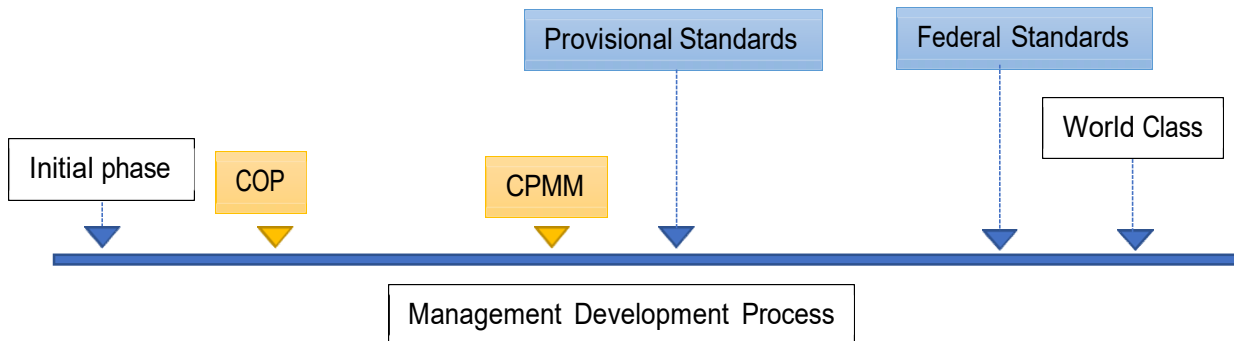 Provisional Standards
Federal Standards
World Class
Initial phase
COP
CPMM
Management Development Process